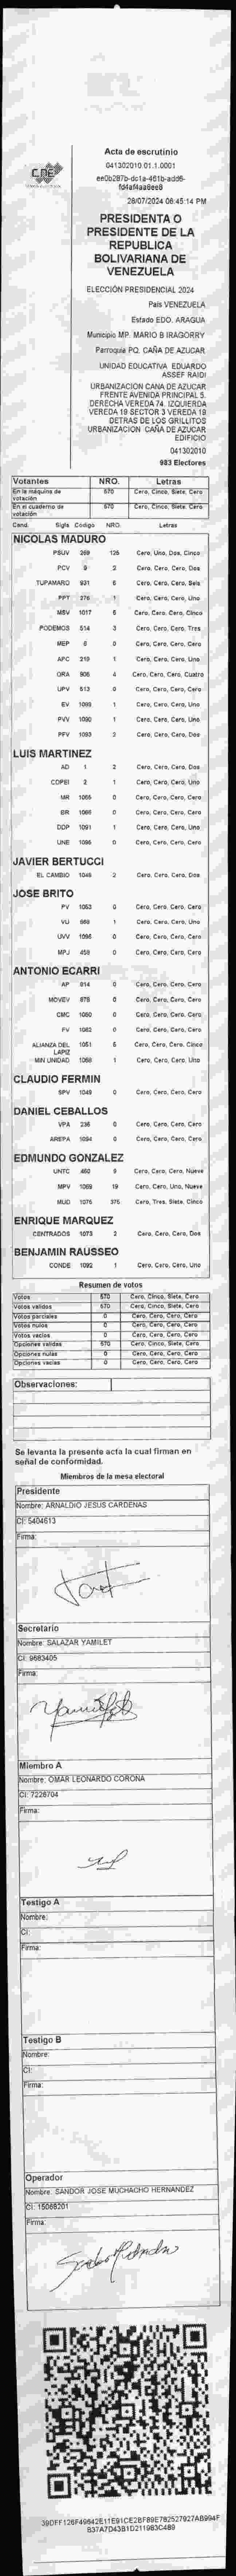 CNE
Acta de escrutinio
041302010.01.1.0001
28/07/2024 08:45:14 PM
PRESIDENTA O
PRESIDENTE DE LA
REPUBLICA
BOLIVARIANA DE
VENEZUELA
ELECCIÓN PRESIDENCIAL 2024
País VENEZUELA
Estado EDO. ARAGUA
Municipio MP. MARIO B IRAGORRY
Parroquia PQ. CAÑA DE AZUCAR
UNIDAD EDUCATIVA EDUARDO
ASSEF RAIDI
URBANIZACION CANA DE AZUCAR
FRENTE AVENIDA PRINCIPAL 5.
DERECHA VEREDA 74. IZQUIERDA
VEREDA 19 SECTOR 3 VEREDA 19
DETRAS DE LOS GRILLITOS
URBANIZACION CAÑA DE AZUCAR
EDIFICIO
041302010
983 Electores
Votantes NRO. Letras
En la máquina de
votación 570 Cero, Cinco, Siete, Cero
En el cuaderno de
votación 570 Cero, Cinco, Siete, Cero
Cand. Sigls Codigo NRO. Letras
NICOLAS MADURO
PSUV 269 125 Cero, Uno, Dos, Cinco
PCV 9 2 Cero, Cero, Cero, Dos
TUPAMARO 931 6 Cero, Cero, Cero, Seis
PPT 276 1 Cero, Cero, Cero, Uno
MSV 1017 5 Cero, Cero, Cero, Cinco
PODEMOS 514 3 Cero, Cero, Cero, Tres
MEP 6 0 Cero, Cero, Cero, Cero
APC 219 1 Cero, Cero, Cero, Uno
ORA 906 4 Cero, Cero, Cero, Cuatro
UPV 613 0 Cero, Cero, Cero, Cero
EV 1093 1 Cero, Cero, Cero, Uno
PVV 1090 1 Cero, Cero, Cero, Uno
PFV 1093 2 Cero, Cero, Cero, Dos
LUIS MARTINEZ
AD 1 2 Cero, Cero, Cero, Dos
COPEI 2 1 Cero, Cero, Cero, Uno
MR 1065 0 Cero, Cero, Cero, Cero
BR 1066 0 Cero, Cero, Cero, Cero
DDP 1091 1 Cero, Cero, Cero, Uno
UNE 1086 0 Cero, Cero, Cero, Cero
JAVIER BERTUCCI
EL CAMBIO 1046 2 Cero, Cero, Cero, Dos
JOSE BRITO
PV 1053 0 Cero, Cero, Cero, Cero
VU 968 1 Cero, Cero, Cero, Uno
UVV 1096 0 Cero, Cero, Cero, Cero
MPJ 458 0 Cero, Cero, Cero, Cero
ANTONIO ECARRI
AP 814 0 Cero, Cero, Cero, Cero
MOVEV 878 0 Cero, Cero, Cero, Cero
CMC 1060 0 Cero, Cero, Cero, Cero
FV 1082 0 Cero, Cero, Cero, Cero
ALIANZA DEL
LAPIZ 1051 5 Cero, Cero, Cero, Cinco
MIN UNIDAD 1068 1 Cero, Cero, Cero, Uno
CLAUDIO FERMIN
SPV 1049 0 Cero, Cero, Cero, Cero
DANIEL CEBALLOS
VPA 236 0 Cero, Cero, Cero, Cero
AREPA 1094 0 Cero, Cero, Cero, Cero
EDMUNDO GONZALEZ
UNTC 460 9 Cero, Cero, Cero, Nueve
MPV 1069 19 Cero, Cero, Uno, Nueve
MUD 1075 375 Cero, Tres, Siete, Cinco
ENRIQUE MARQUEZ
CENTRADOS 1073 2 Cero, Cero, Cero, Dos
BENJAMIN RAUSSEO
CONDE 1092 1 Cero, Cero, Cero, Uno
Resumen de votos
Votos 570 Cero, Cinco, Siete, Cero
Votos validos 570 Cero, Cinco, Siete, Cero
Votos parciales 0 Cero, Cero, Cero, Cero
Votos nulos 0 Cero, Cero, Cero, Cero
Votos vacios 0 Cero, Cero, Cero, Cero
Opciones validas 570 Cero, Cinco, Siete, Cero
Opciones nulas 0 Cero, Cero, Cero, Cero
Opciones vacias 0 Cero, Cero, Cero, Cero
Observaciones:
Se levanta la presente acta la cual firman en
señal de conformidad.
Miembros de la mesa electoral
Presidente
Nombre: ARNALDIO JESUS CARDENAS
CI: 5404613
Firma:
Secretario
Nombre: SALAZAR YAMILET
CI: 9683405
Firma:
Miembro A
Nombre: OMAR LEONARDO CORONA
CI: 7226704
Firma:
Testigo A
Nombre:
CI:
Firma:
Testigo B
Nombre:
CI:
Firma:
Operador
Nombre: SANDOR JOSE MUCHACHO HERNANDEZ
CI: 15066201
Firma: